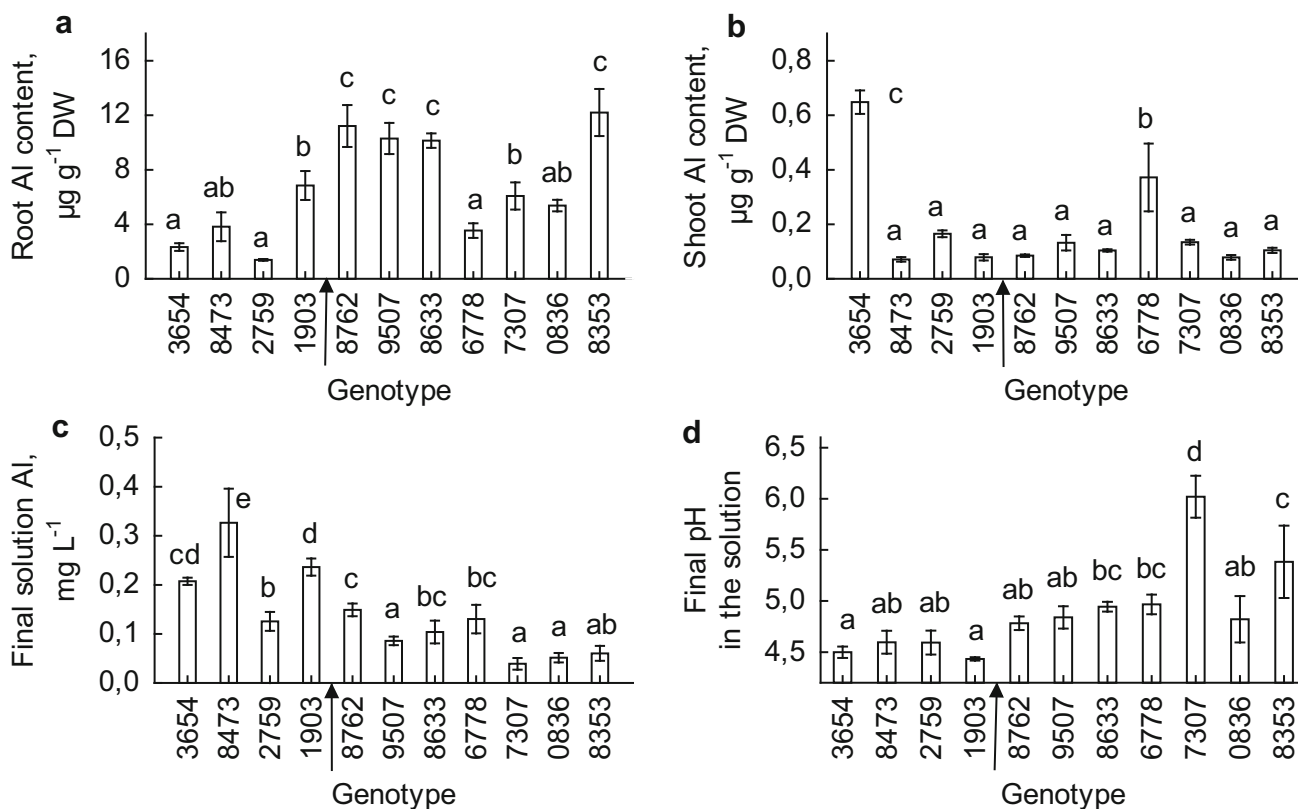 a
Root Al content,
µg g⁻¹ DW
16
12
8
4
0
a
ab
a
b
c
c
c
a
b
ab
c
3654
8473
2759
1903
8762
9507
8633
6778
7307
0836
8353
Genotype
b
Shoot Al content,
µg g⁻¹ DW
0,8
0,6
0,4
0,2
0,0
c
a
a
a
a
a
a
b
a
a
a
3654
8473
2759
1903
8762
9507
8633
6778
7307
0836
8353
Genotype
c
Final solution Al,
mg L⁻¹
0,5
0,4
0,3
0,2
0,1
0,0
cd
e
b
d
c
a
bc
bc
a
a
ab
3654
8473
2759
1903
8762
9507
8633
6778
7307
0836
8353
Genotype
d
Final pH
in the solution
6,5
6,0
5,5
5,0
4,5
a
ab
ab
a
ab
ab
bc
bc
d
ab
c
3654
8473
2759
1903
8762
9507
8633
6778
7307
0836
8353
Genotype